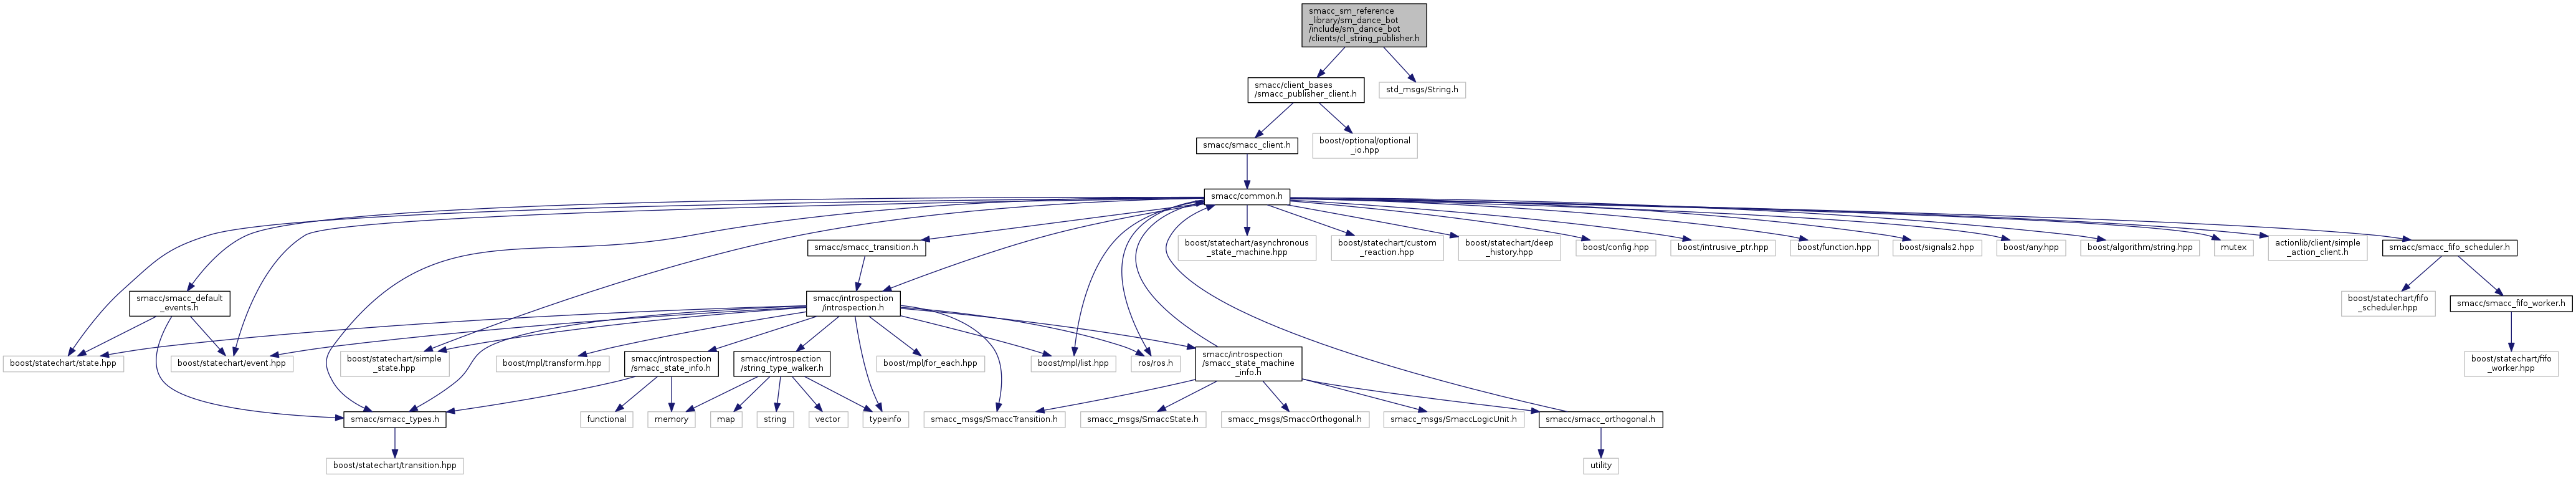 smacc_sm_reference
_library/sm_dance_bot
/include/sm_dance_bot
/clients/cl_string_publisher.h
smacc/client_bases
/smacc_publisher_client.h
std_msgs/String.h
smacc/smacc_client.h
boost/optional/optional
_io.hpp
smacc/common.h
smacc/smacc_transition.h
boost/statechart/asynchronous
_state_machine.hpp
boost/statechart/custom
_reaction.hpp
boost/statechart/deep
_history.hpp
boost/config.hpp
boost/intrusive_ptr.hpp
boost/function.hpp
boost/signals2.hpp
boost/any.hpp
boost/algorithm/string.hpp
mutex
actionlib/client/simple
_action_client.h
smacc/smacc_fifo_scheduler.h
smacc/smacc_default
_events.h
smacc/introspection
/introspection.h
boost/statechart/fifo
_scheduler.hpp
smacc/smacc_fifo_worker.h
boost/statechart/state.hpp
boost/statechart/event.hpp
boost/statechart/simple
_state.hpp
boost/mpl/transform.hpp
smacc/introspection
/smacc_state_info.h
smacc/introspection
/string_type_walker.h
boost/mpl/for_each.hpp
boost/mpl/list.hpp
ros/ros.h
smacc/introspection
/smacc_state_machine
_info.h
boost/statechart/fifo
_worker.hpp
smacc/smacc_types.h
functional
memory
map
string
vector
typeinfo
smacc_msgs/SmaccTransition.h
smacc_msgs/SmaccState.h
smacc_msgs/SmaccOrthogonal.h
smacc_msgs/SmaccLogicUnit.h
smacc/smacc_orthogonal.h
boost/statechart/transition.hpp
utility